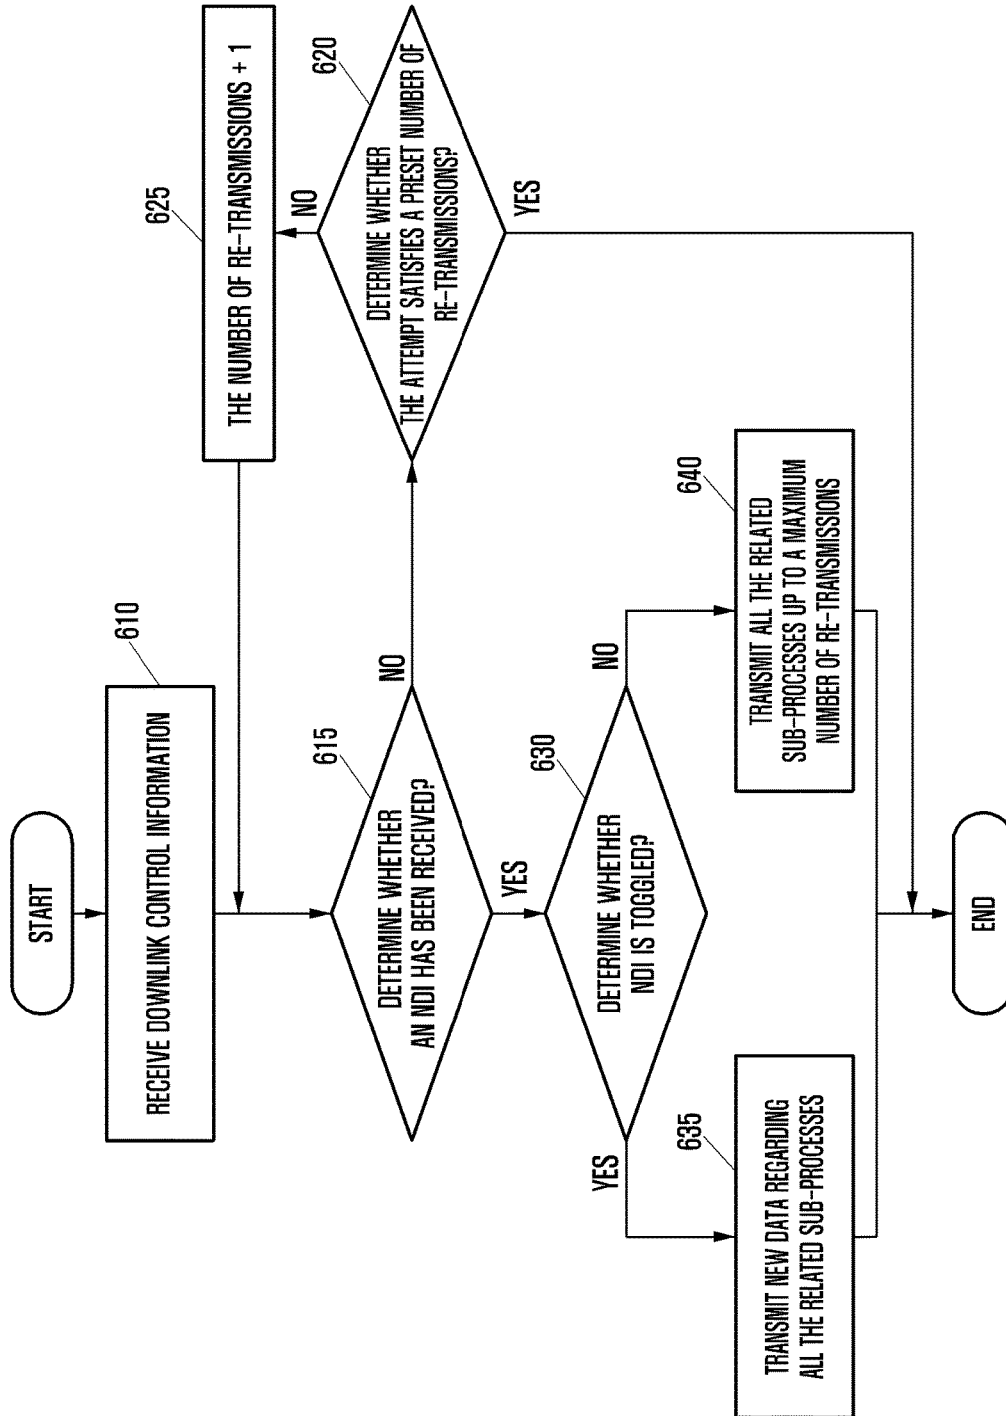 START
RECEIVE DOWNLINK CONTROL INFORMATION
610
DETERMINE WHETHER
AN NDI HAS BEEN RECEIVED?
615
NO
YES
DETERMINE WHETHER
THE ATTEMPT SATISFIES A PRESET NUMBER OF
RE-TRANSMISSIONS?
620
NO
YES
THE NUMBER OF RE-TRANSMISSIONS + 1
625
DETERMINE WHETHER
NDI IS TOGGLED?
630
YES
NO
TRANSMIT NEW DATA REGARDING
ALL THE RELATED SUB-PROCESSES
635
TRANSMIT ALL THE RELATED
SUB-PROCESSES UP TO A MAXIMUM
NUMBER OF RE-TRANSMISSIONS
640
END